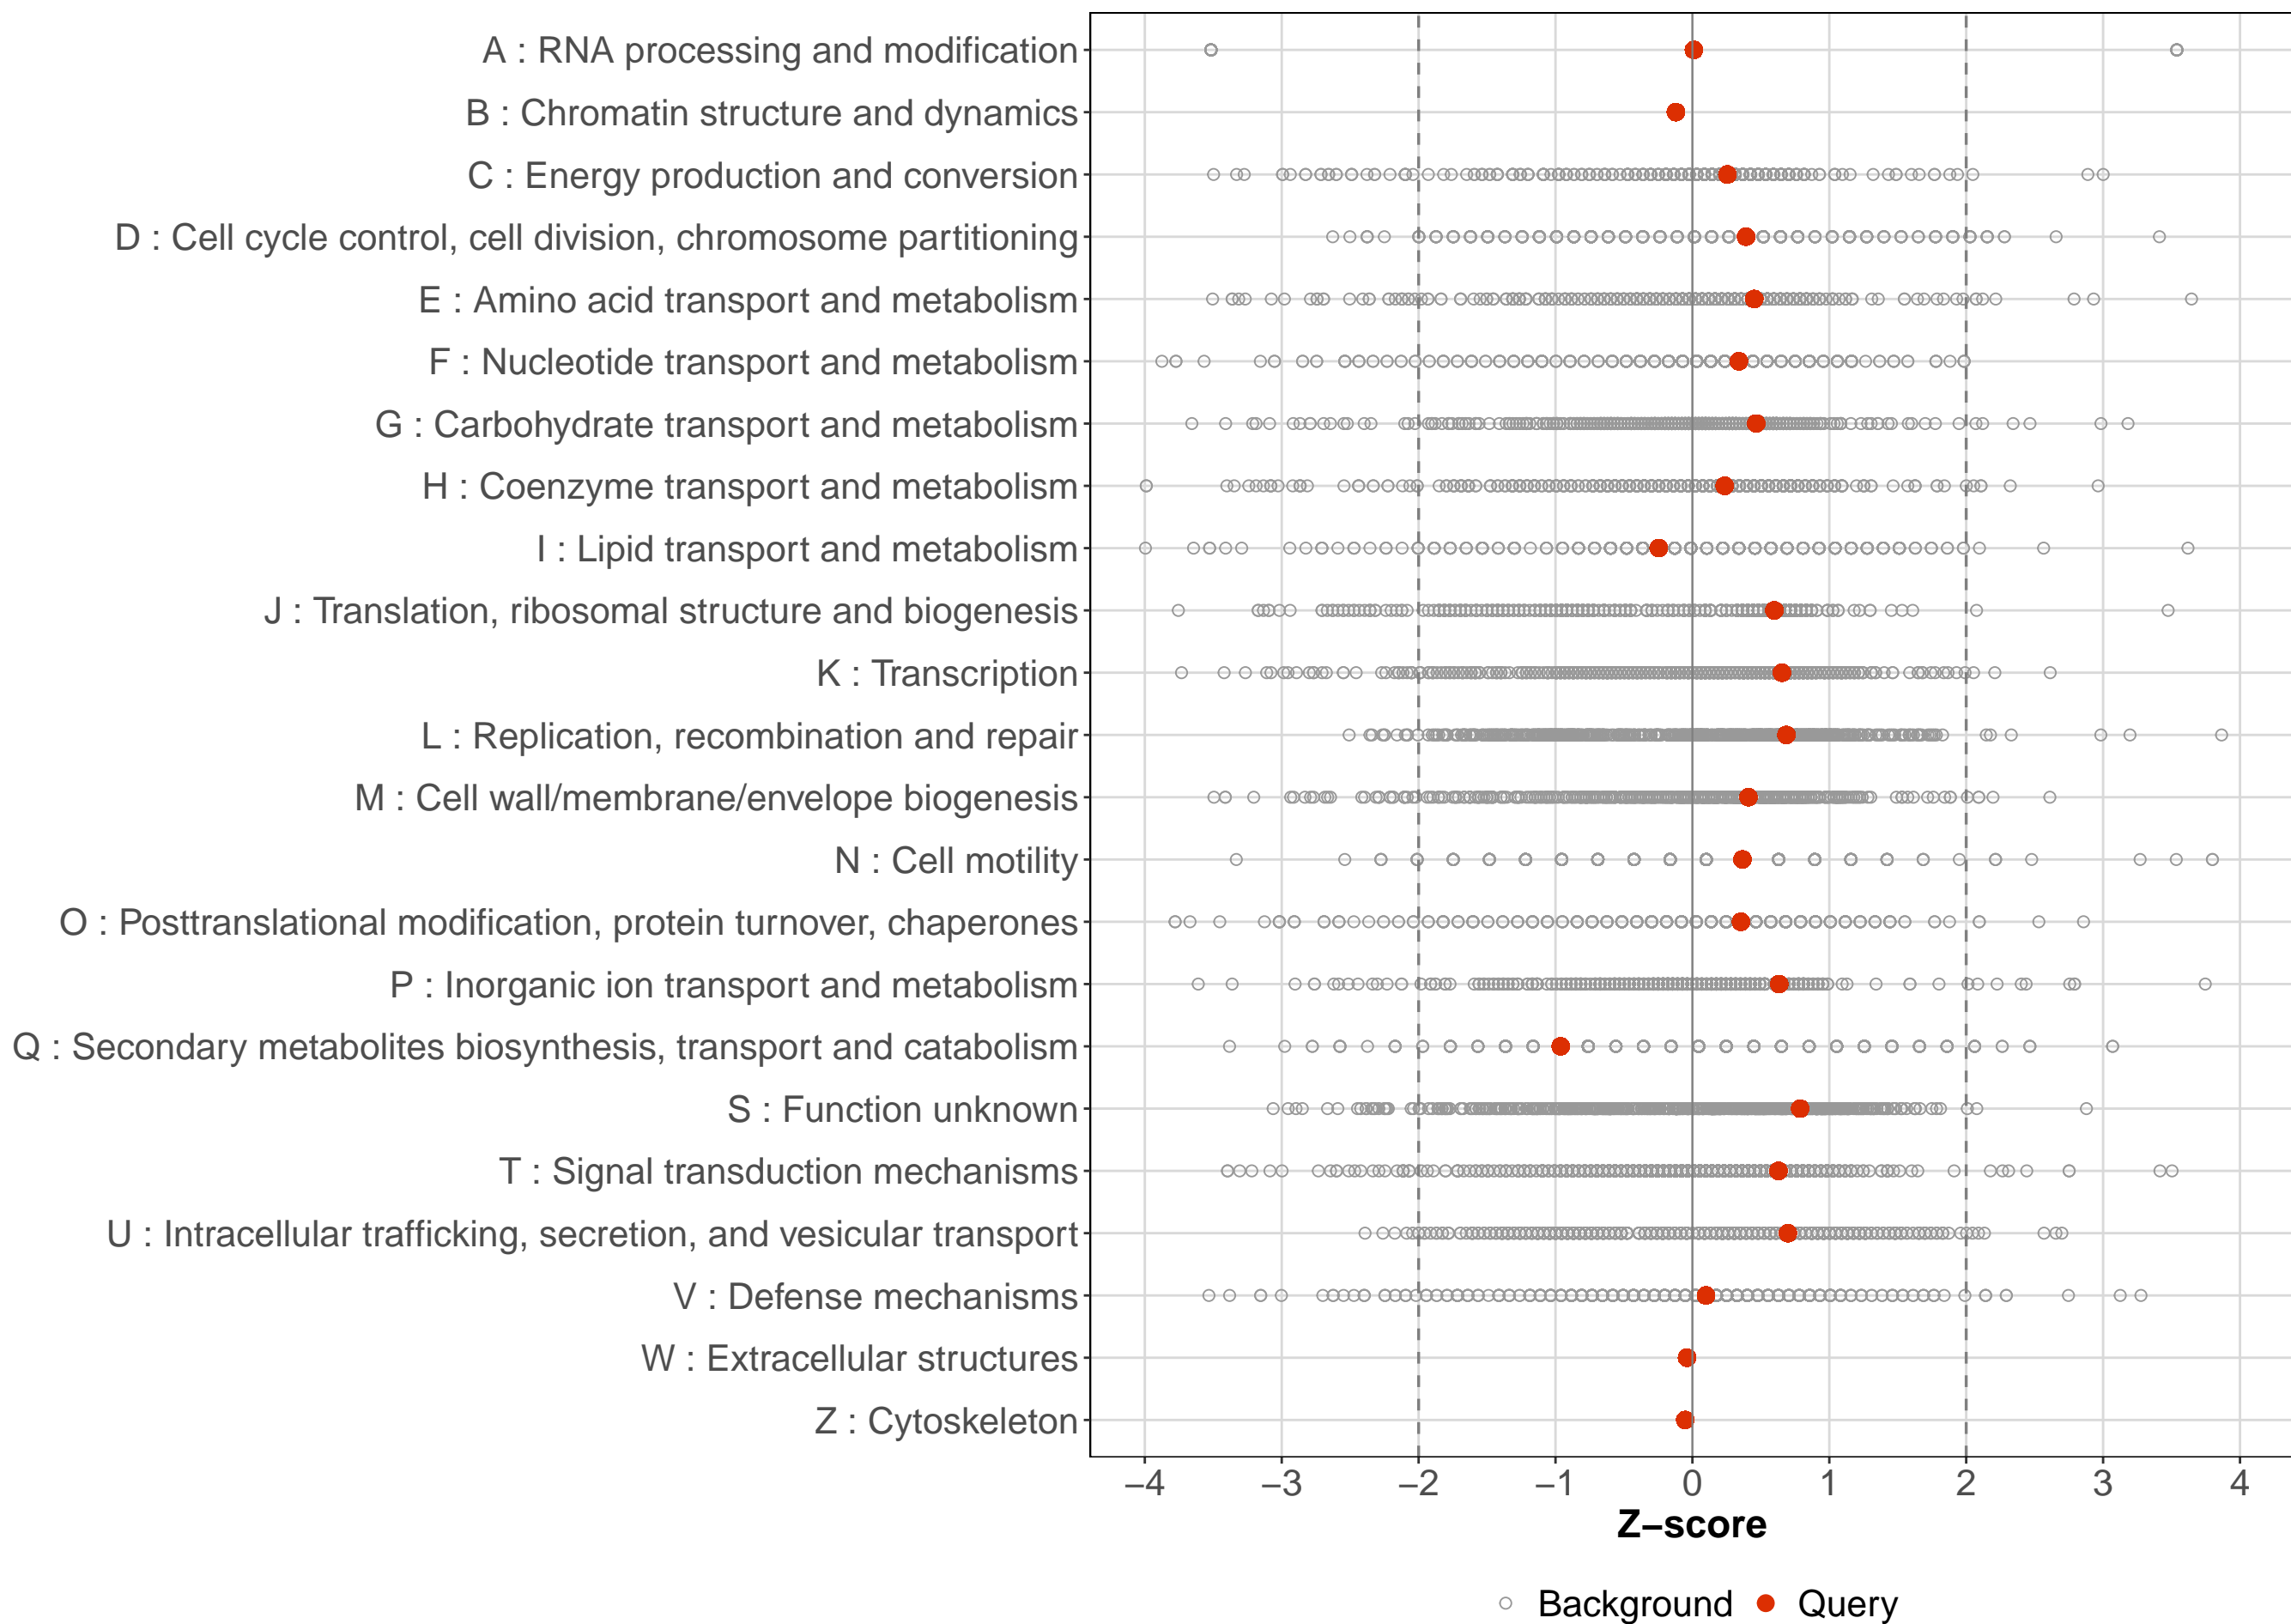 A : RNA processing and modification
B : Chromatin structure and dynamics
C : Energy production and conversion
D : Cell cycle control, cell division, chromosome partitioning
E : Amino acid transport and metabolism
F : Nucleotide transport and metabolism
G : Carbohydrate transport and metabolism
H : Coenzyme transport and metabolism
I : Lipid transport and metabolism
J : Translation, ribosomal structure and biogenesis
K : Transcription
L : Replication, recombination and repair
M : Cell wall/membrane/envelope biogenesis
N : Cell motility
O : Posttranslational modification, protein turnover, chaperones
P : Inorganic ion transport and metabolism
Q : Secondary metabolites biosynthesis, transport and catabolism
S : Function unknown
T : Signal transduction mechanisms
U : Intracellular trafficking, secretion, and vesicular transport
V : Defense mechanisms
W : Extracellular structures
Z : Cytoskeleton
−4 −3 −2 −1 0 1 2 3 4
Z−score
Background Query